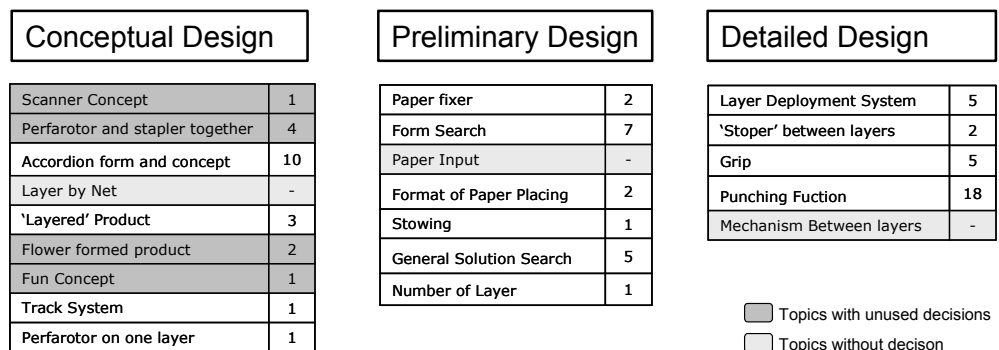 Conceptual Design
Scanner Concept 1
Perfarotor and stapler together 4
Accordion form and concept 10
Layer by Net -
‘Layered’ Product 3
Flower formed product 2
Fun Concept 1
Track System 1
Perfarotor on one layer 1
Preliminary Design
Paper fixer 2
Form Search 7
Paper Input -
Format of Paper Placing 2
Stowing 1
General Solution Search 5
Number of Layer 1
Detailed Design
Layer Deployment System 5
‘Stoper’ between layers 2
Grip 5
Punching Fuction 18
Mechanism Between layers -
Topics with unused decisions
Topics without decison